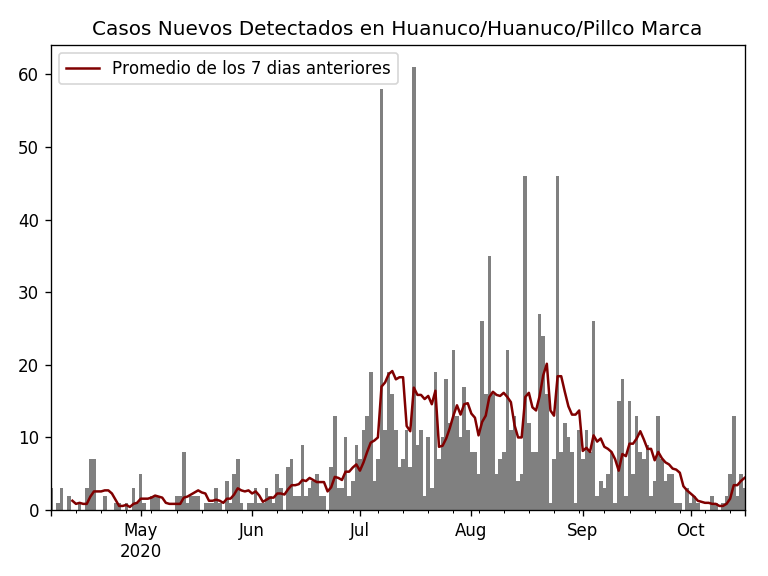 Casos Nuevos Detectados en Huanuco/Huanuco/Pillco Marca
Promedio de los 7 dias anteriores
60
50
40
30
20
10
0
May
2020
Jun
Jul
Aug
Sep
Oct